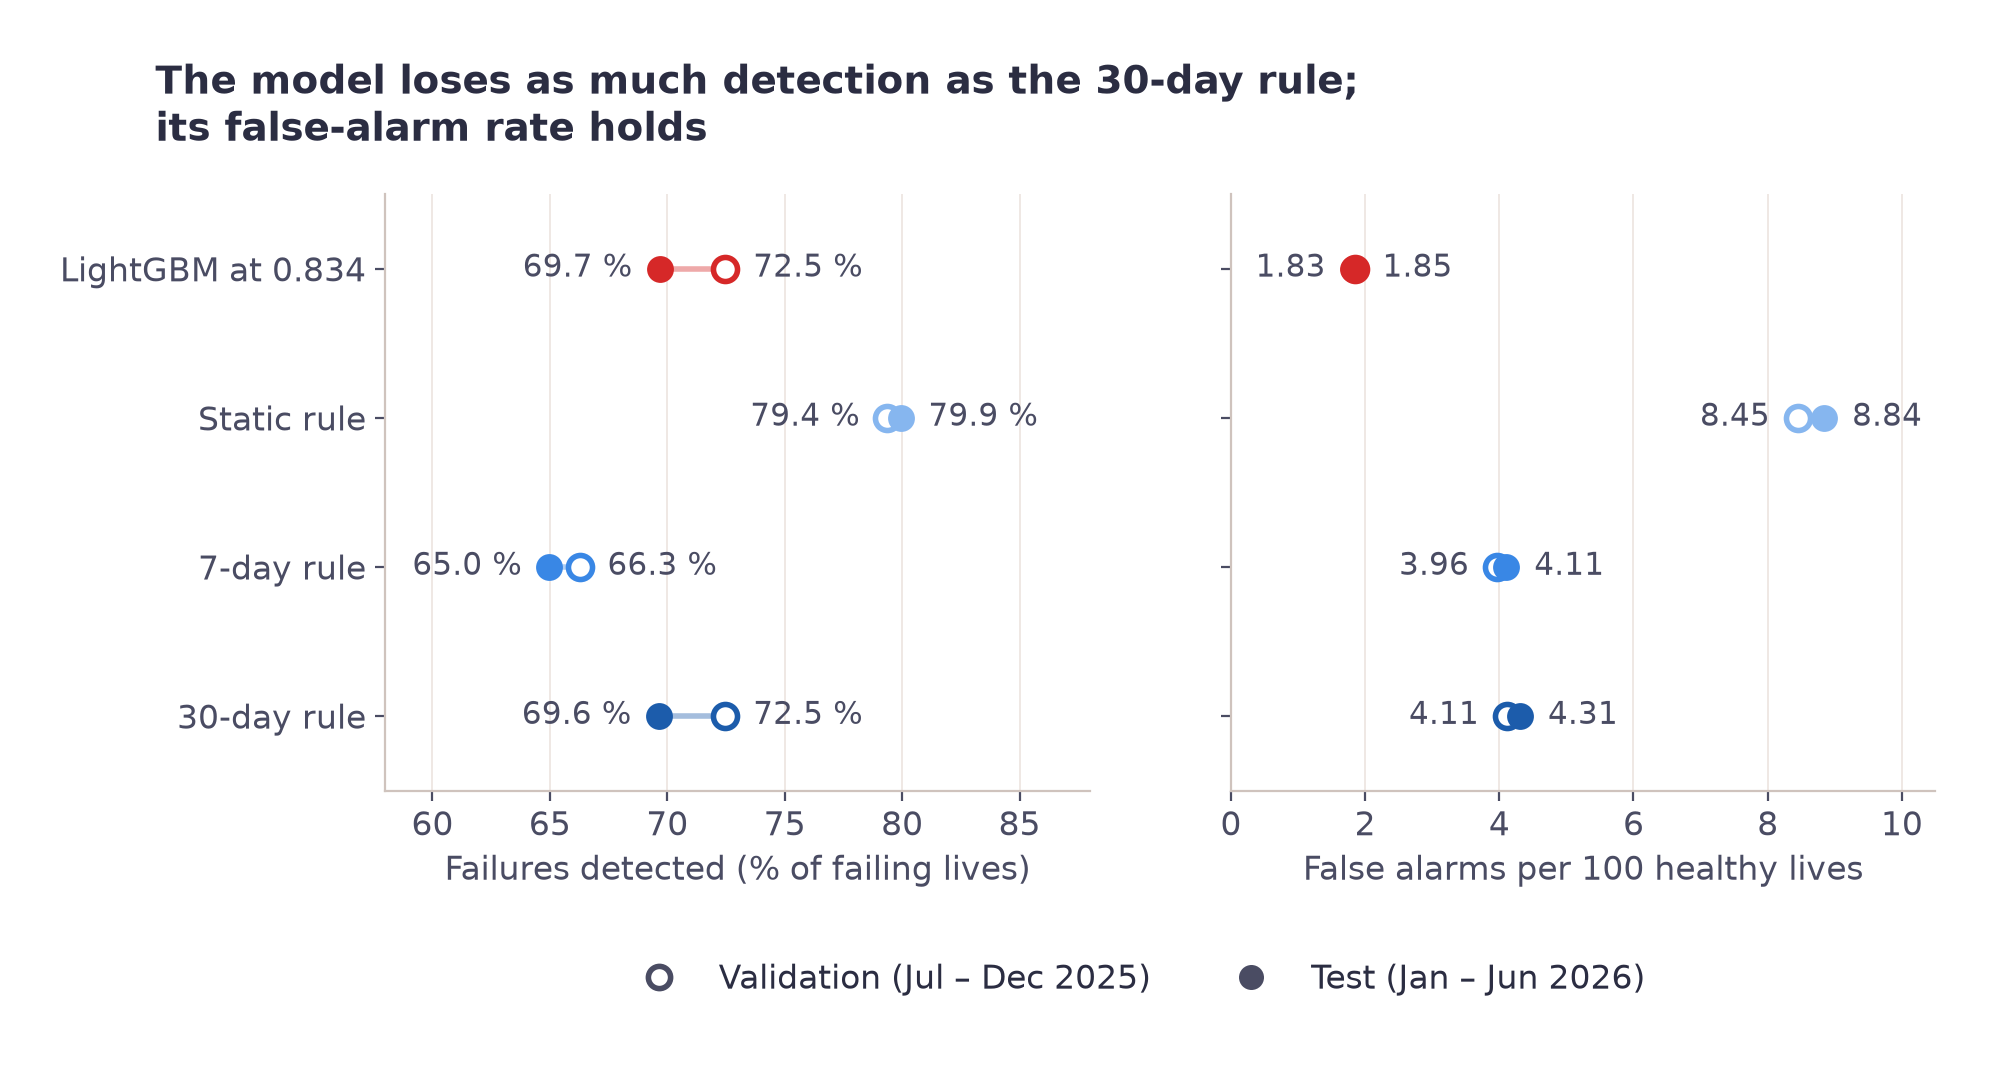 The model loses as much detection as the 30-day rule;
its false-alarm rate holds
LightGBM at 0.834
69.7 %
72.5 %
1.83
1.85
Static rule
79.4 %
79.9 %
8.45
8.84
7-day rule
65.0 %
66.3 %
3.96
4.11
30-day rule
69.6 %
72.5 %
4.11
4.31
60 65 70 75 80 85
0 2 4 6 8 10
Failures detected (% of failing lives)
False alarms per 100 healthy lives
Validation (Jul – Dec 2025)
Test (Jan – Jun 2026)